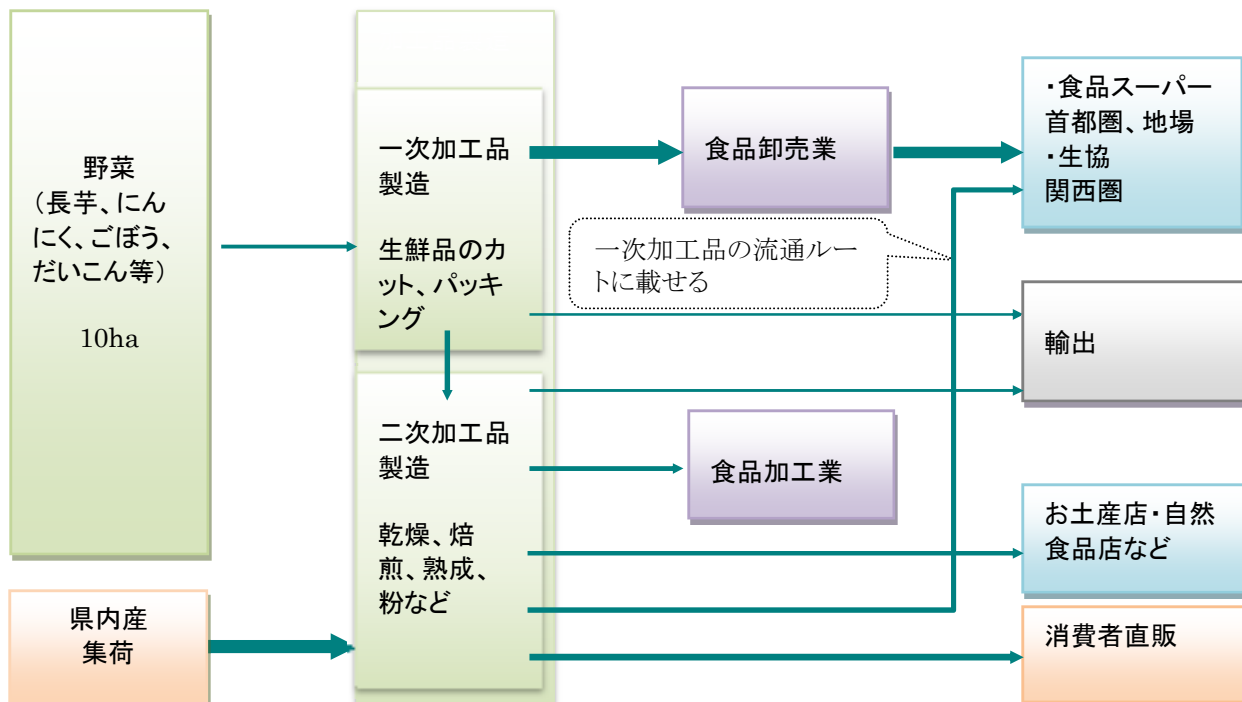 野菜
（長芋、にん
にく、ごぼう、
だいこん等）
10ha
県内産
集荷
一次加工品
製造
生鮮品のカ
ット、パッキ
ング
二次加工品
製造
乾燥、焙
煎、熟成、
粉など
食品卸売業
一次加工品の流通ルー
トに載せる
食品加工業
・食品スーパー
首都圏、地場
・生協
関西圏
輸出
お土産店・自然
食品店など
消費者直販